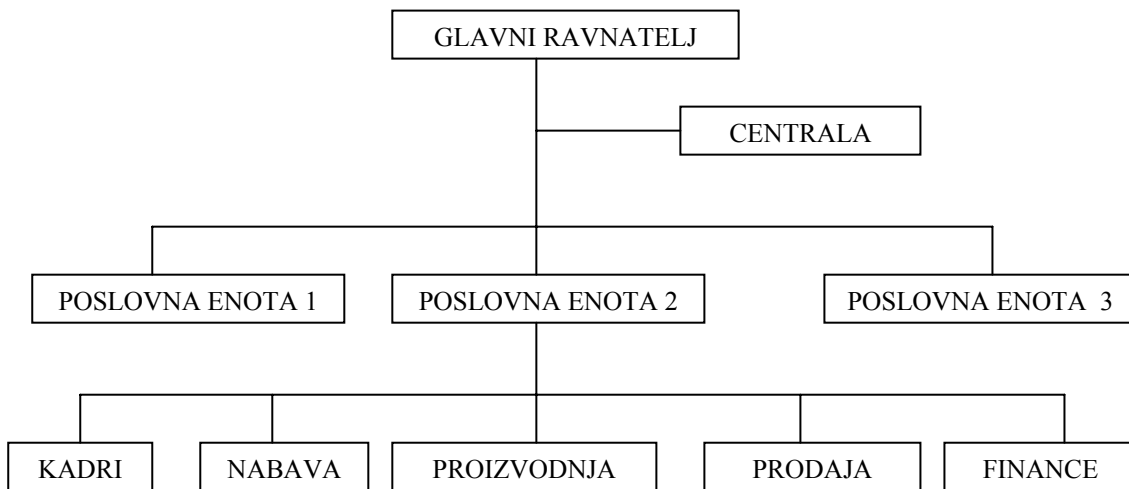 GLAVNI RAVNATELJ
CENTRALA
POSLOVNA ENOTA 1
POSLOVNA ENOTA 2
POSLOVNA ENOTA 3
KADRI
NABAVA
PROIZVODNJA
PRODAJA
FINANCE